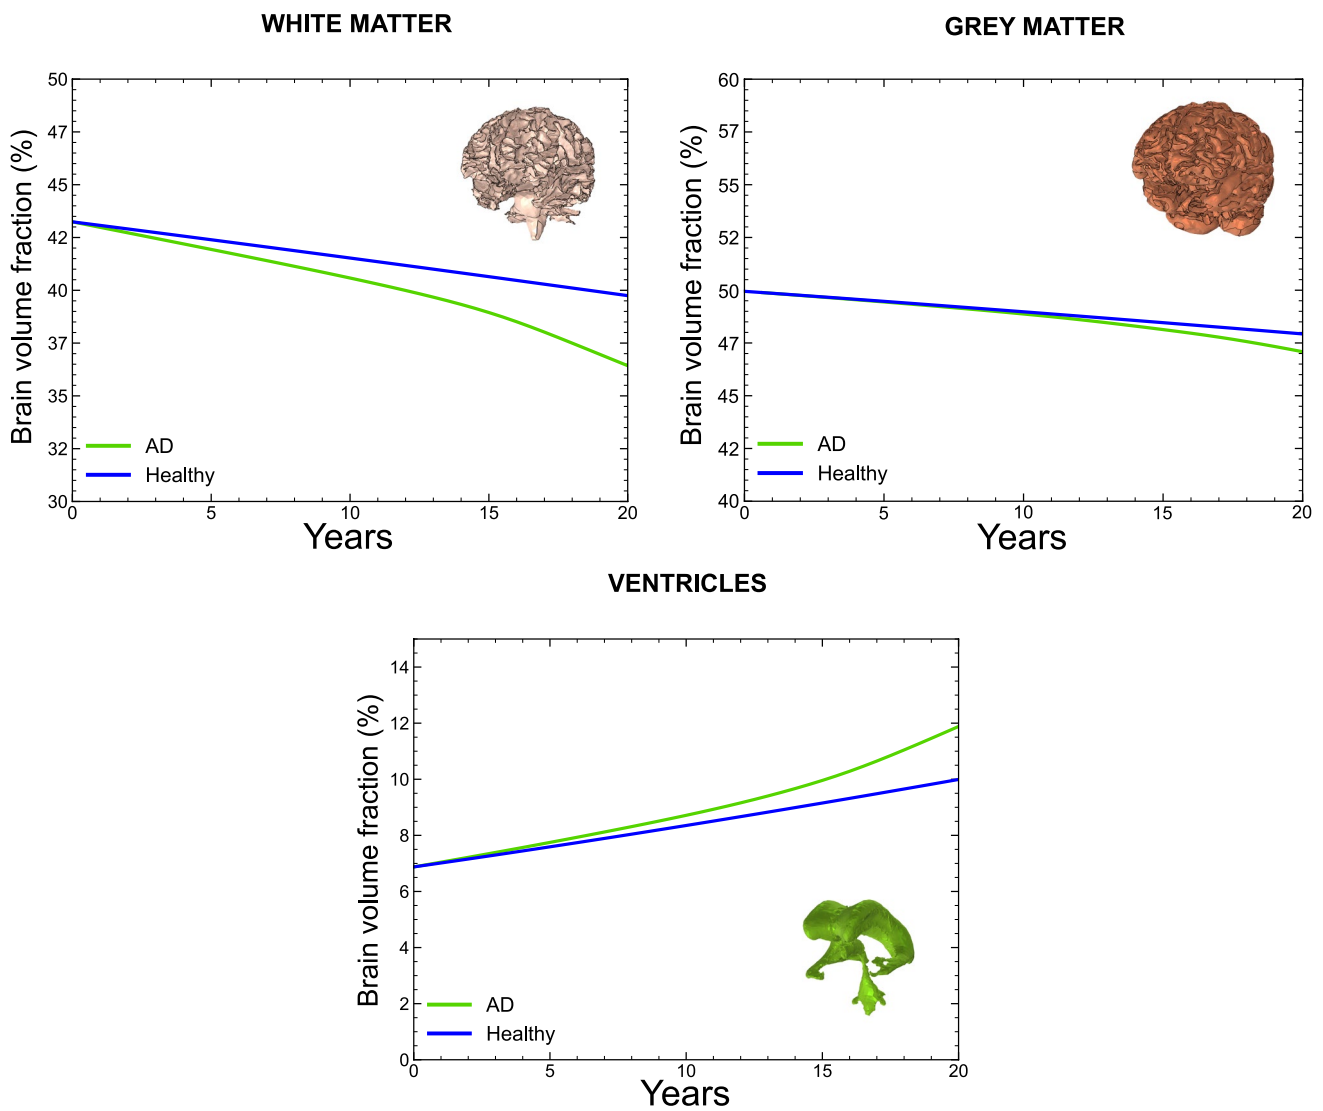 WHITE MATTER
Brain volume fraction (%)
50
47
45
42
40
37
35
32
30
AD
Healthy
0 5 10 15 20
Years
GREY MATTER
Brain volume fraction (%)
60
57
55
52
50
47
45
42
40
AD
Healthy
0 5 10 15 20
Years
VENTRICLES
Brain volume fraction (%)
14
12
10
8
6
4
2
0
AD
Healthy
0 5 10 15 20
Years